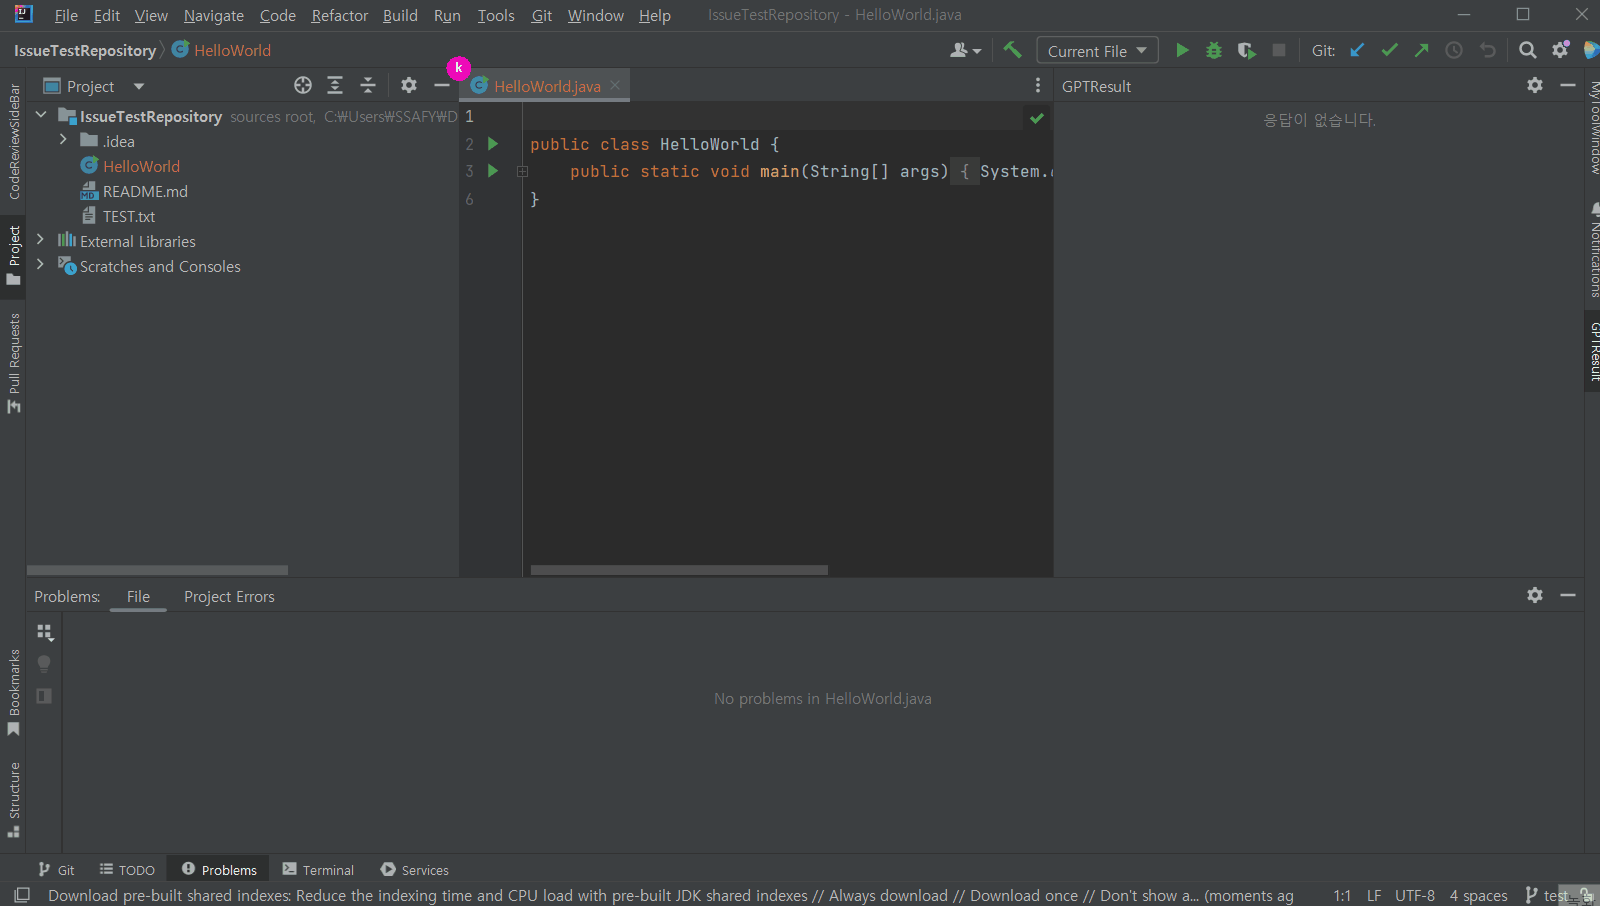 File Edit View Navigate Code Refactor Build Run Tools Git Window Help IssueTestRepository - HelloWorld.java
IssueTestRepository HelloWorld Current File Git:
k
Project HelloWorld.java GPTResult
IssueTestRepository sources root, C:₩Users₩SSAFY₩D
.idea
HelloWorld
README.md
TEST.txt
External Libraries
Scratches and Consoles
1
2 public class HelloWorld {
3 public static void main(String[] args) { System.
6 }
응답이 없습니다.
CodeReviewSideBar
Project
Pull Requests
Bookmarks
Structure
MyToolWindow
Notifications
GPTResult
Problems: File Project Errors
No problems in HelloWorld.java
Git TODO Problems Terminal Services
Download pre-built shared indexes: Reduce the indexing time and CPU load with pre-built JDK shared indexes // Always download // Download once // Don't show a... (moments ag 1:1 LF UTF-8 4 spaces test